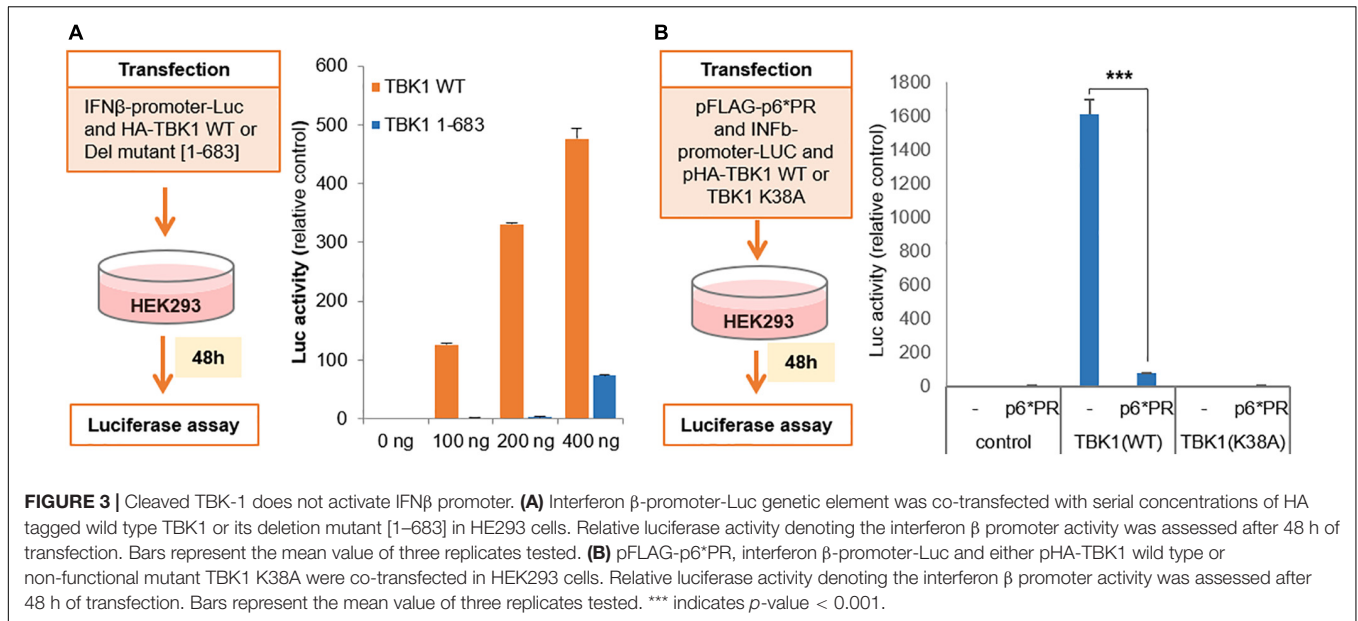 A
Transfection
IFNβ-promoter-Luc
and HA-TBK1 WT or
Del mutant [1-683]
HEK293
48h
Luciferase assay
Luc activity (relative control)
600
500
400
300
200
100
0
TBK1 WT
TBK1 1-683
0 ng
100 ng
200 ng
400 ng
B
Transfection
pFLAG-p6*PR
and INFb-
promoter-LUC and
pHA-TBK1 WT or
TBK1 K38A
HEK293
48h
Luciferase assay
Luc activity (relative control)
1800
1600
1400
1200
1000
800
600
400
200
0
***
- p6*PR - p6*PR - p6*PR
control TBK1(WT) TBK1(K38A)
FIGURE 3 | Cleaved TBK-1 does not activate IFNβ promoter. (A) Interferon β-promoter-Luc genetic element was co-transfected with serial concentrations of HA
tagged wild type TBK1 or its deletion mutant [1–683] in HE293 cells. Relative luciferase activity denoting the interferon β promoter activity was assessed after 48 h of
transfection. Bars represent the mean value of three replicates tested. (B) pFLAG-p6*PR, interferon β-promoter-Luc and either pHA-TBK1 wild type or
non-functional mutant TBK1 K38A were co-transfected in HEK293 cells. Relative luciferase activity denoting the interferon β promoter activity was assessed after
48 h of transfection. Bars represent the mean value of three replicates tested. *** indicates p-value < 0.001.